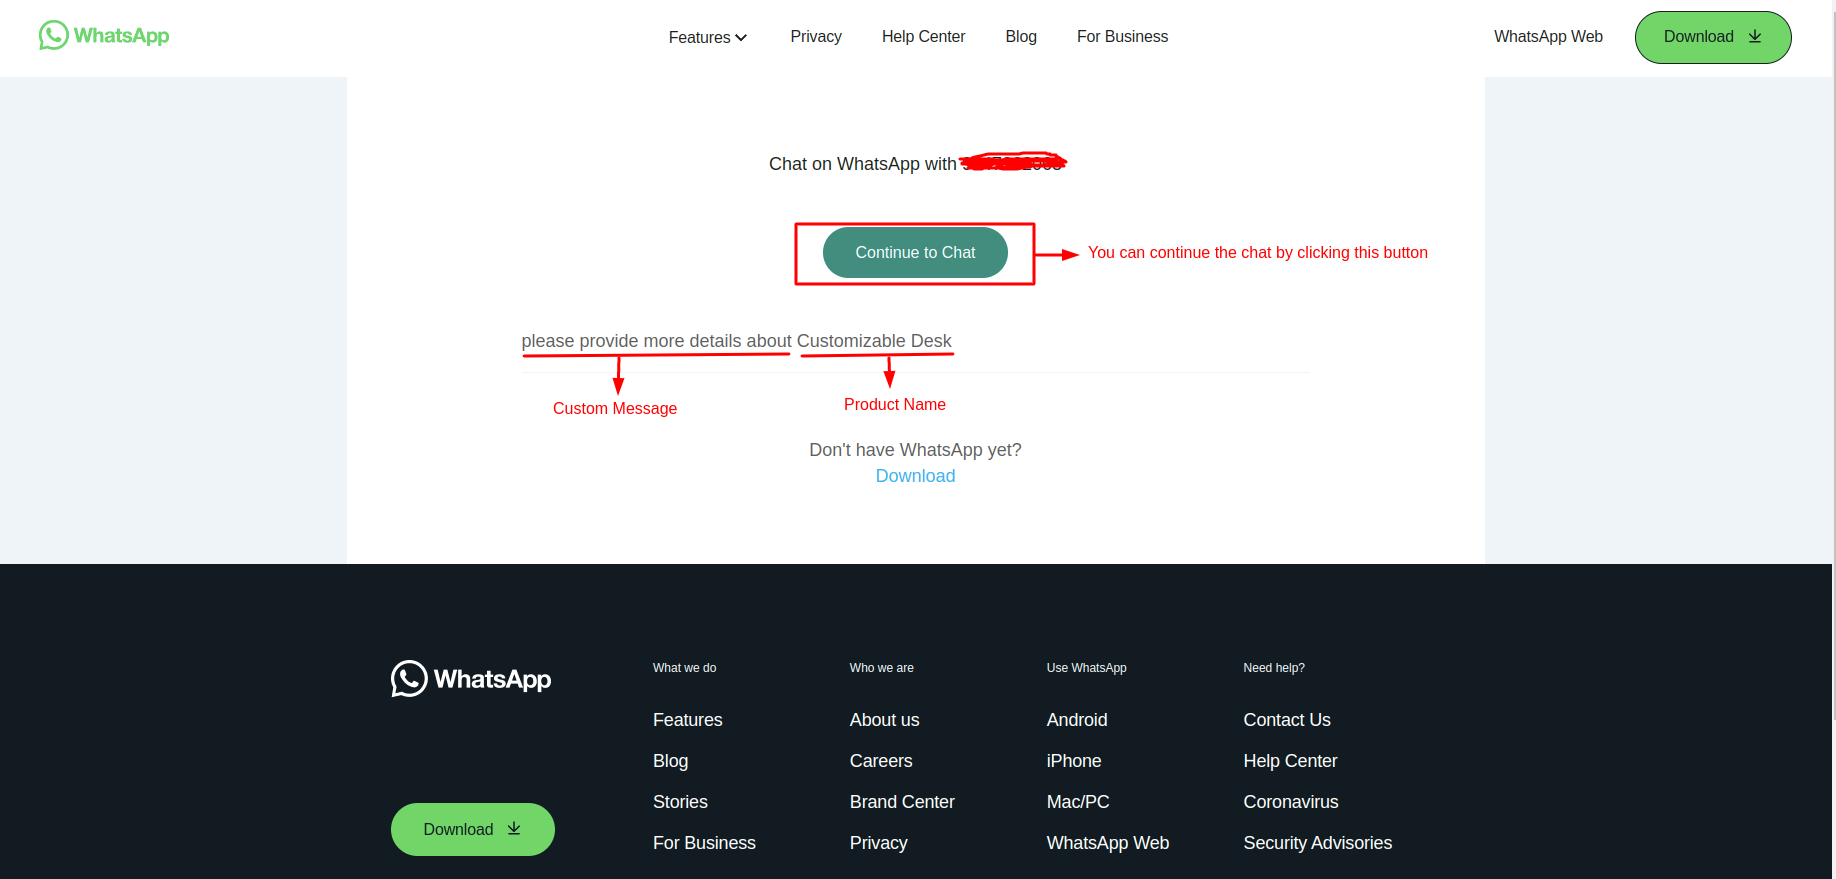 WhatsApp
Features
Privacy
Help Center
Blog
For Business
WhatsApp Web
Download
Chat on WhatsApp with
Continue to Chat
You can continue the chat by clicking this button
please provide more details about Customizable Desk
Custom Message
Product Name
Don't have WhatsApp yet?
Download
WhatsApp
Download
What we do
Features
Blog
Stories
For Business
Who we are
About us
Careers
Brand Center
Privacy
Use WhatsApp
Android
iPhone
Mac/PC
WhatsApp Web
Need help?
Contact Us
Help Center
Coronavirus
Security Advisories